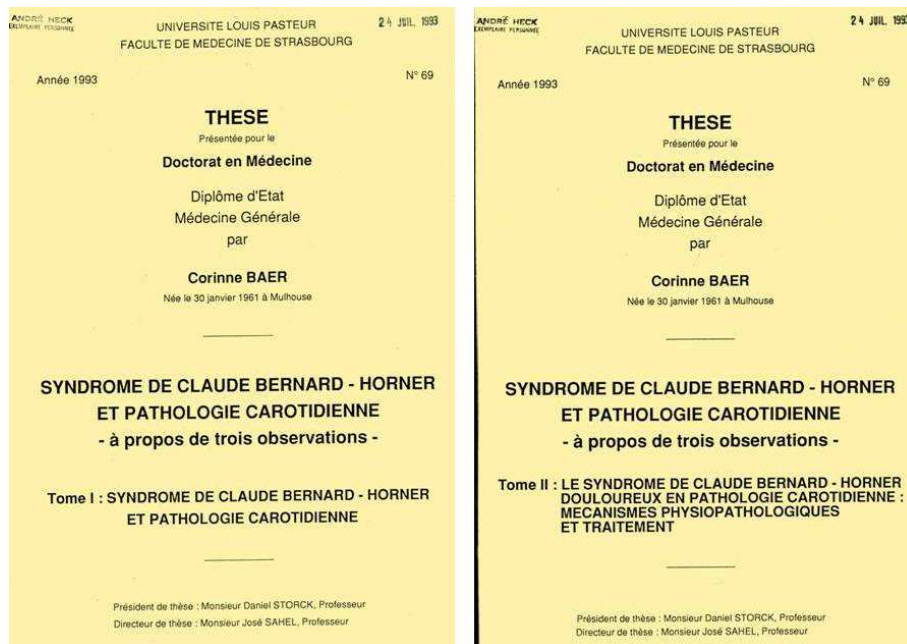 ANDRÉ HECK
EXEMPLAIRE PERSONNEL
24 JUIL. 1993
UNIVERSITE LOUIS PASTEUR
FACULTE DE MEDECINE DE STRASBOURG
Année 1993
N° 69
THESE
Présentée pour le
Doctorat en Médecine
Diplôme d'Etat
Médecine Générale
par
Corinne BAER
Née le 30 janvier 1961 à Mulhouse
SYNDROME DE CLAUDE BERNARD - HORNER
ET PATHOLOGIE CAROTIDIENNE
- à propos de trois observations -
Tome I : SYNDROME DE CLAUDE BERNARD - HORNER
ET PATHOLOGIE CAROTIDIENNE
Président de thèse : Monsieur Daniel STORCK, Professeur
Directeur de thèse : Monsieur José SAHEL, Professeur
ANDRÉ HECK
EXEMPLAIRE PERSONNEL
24 JUIL. 1993
UNIVERSITE LOUIS PASTEUR
FACULTE DE MEDECINE DE STRASBOURG
Année 1993
N° 69
THESE
Présentée pour le
Doctorat en Médecine
Diplôme d'Etat
Médecine Générale
par
Corinne BAER
Née le 30 janvier 1961 à Mulhouse
SYNDROME DE CLAUDE BERNARD - HORNER
ET PATHOLOGIE CAROTIDIENNE
- à propos de trois observations -
Tome II : LE SYNDROME DE CLAUDE BERNARD - HORNER
DOULOUREUX EN PATHOLOGIE CAROTIDIENNE :
MECANISMES PHYSIOPATHOLOGIQUES
ET TRAITEMENT
Président de thèse : Monsieur Daniel STORCK, Professeur
Directeur de thèse : Monsieur José SAHEL, Professeur